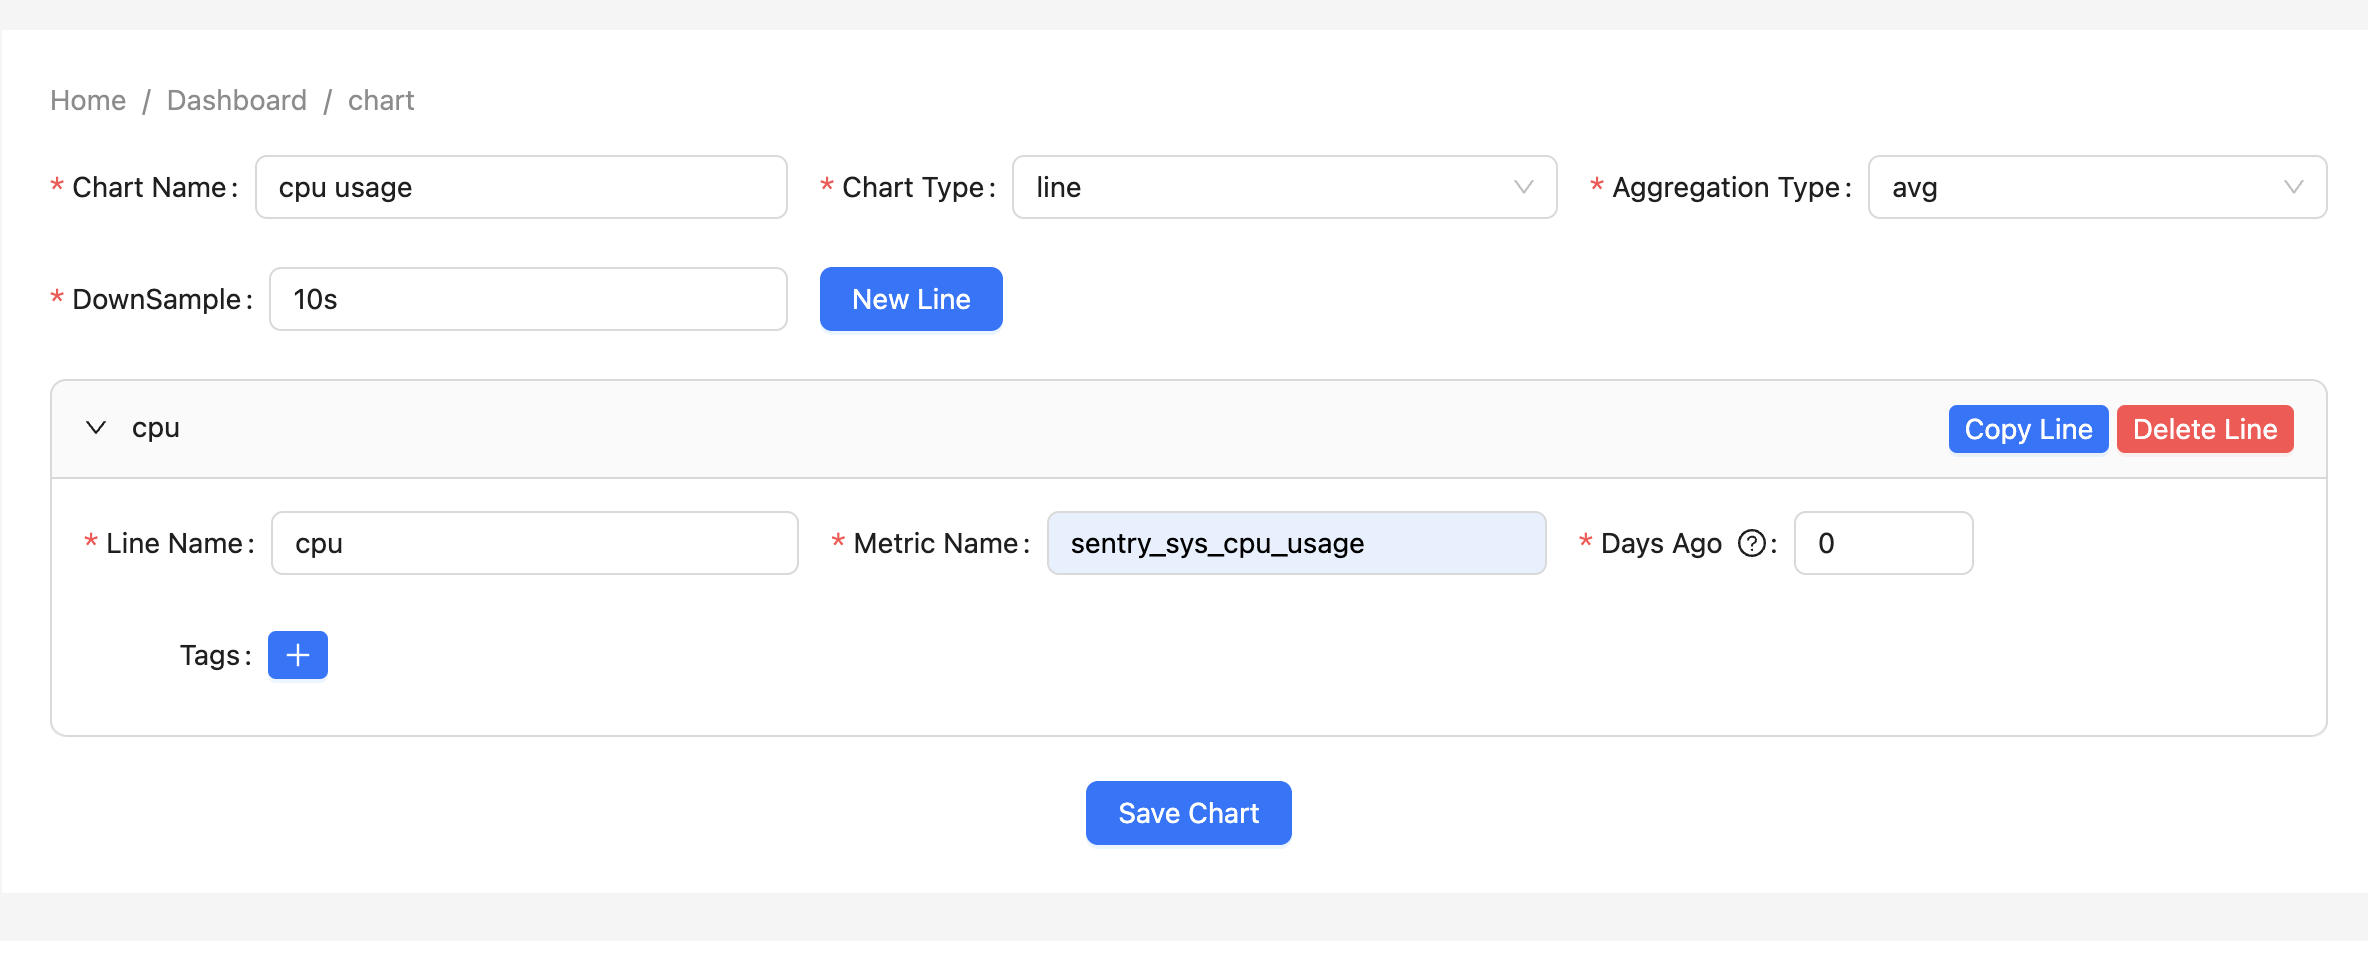 Home / Dashboard / chart
* Chart Name: cpu usage * Chart Type: line * Aggregation Type: avg
* DownSample: 10s New Line
cpu Copy Line Delete Line
* Line Name: cpu * Metric Name: sentry_sys_cpu_usage * Days Ago ?: 0
Tags: +
Save Chart